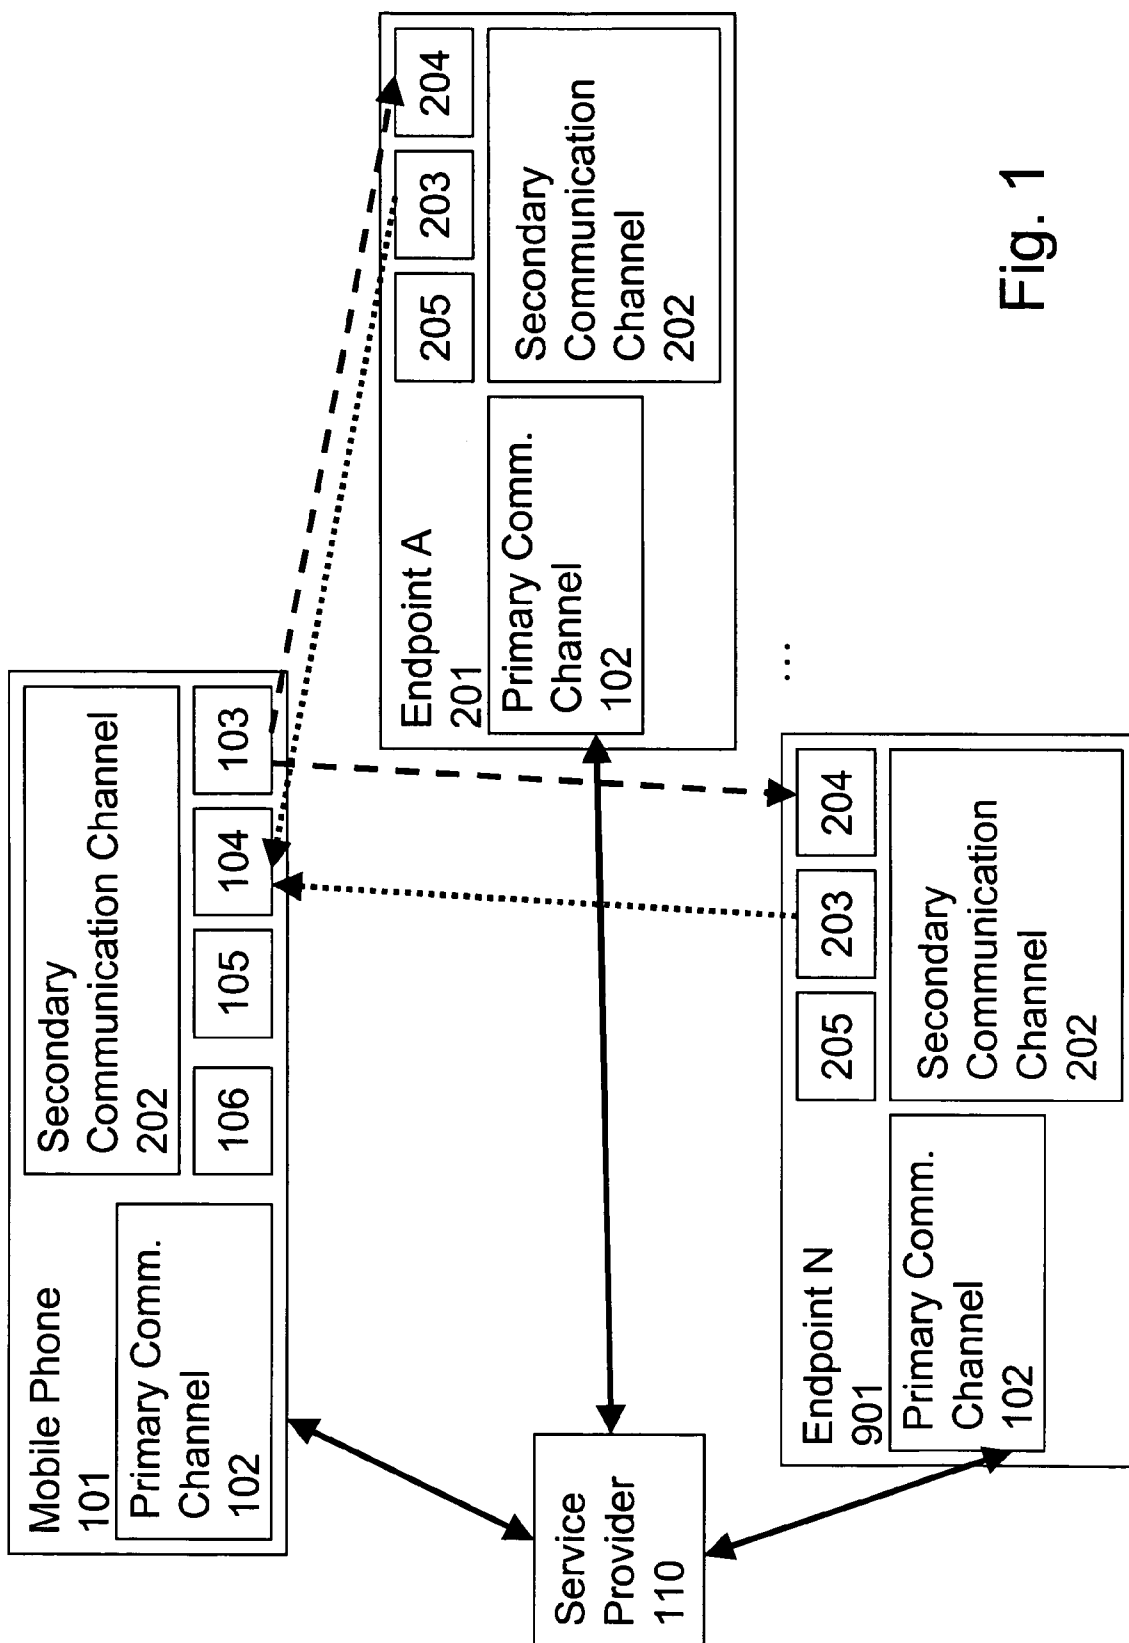 Mobile Phone
101
Primary Comm.
Channel
102
Secondary
Communication Channel
202
106
105
104
103
Service
Provider
110
Endpoint A
201
Primary Comm.
Channel
102
205
203
204
Secondary
Communication
Channel
202
...
Endpoint N
901
Primary Comm.
Channel
102
205
203
204
Secondary
Communication
Channel
202
Fig. 1